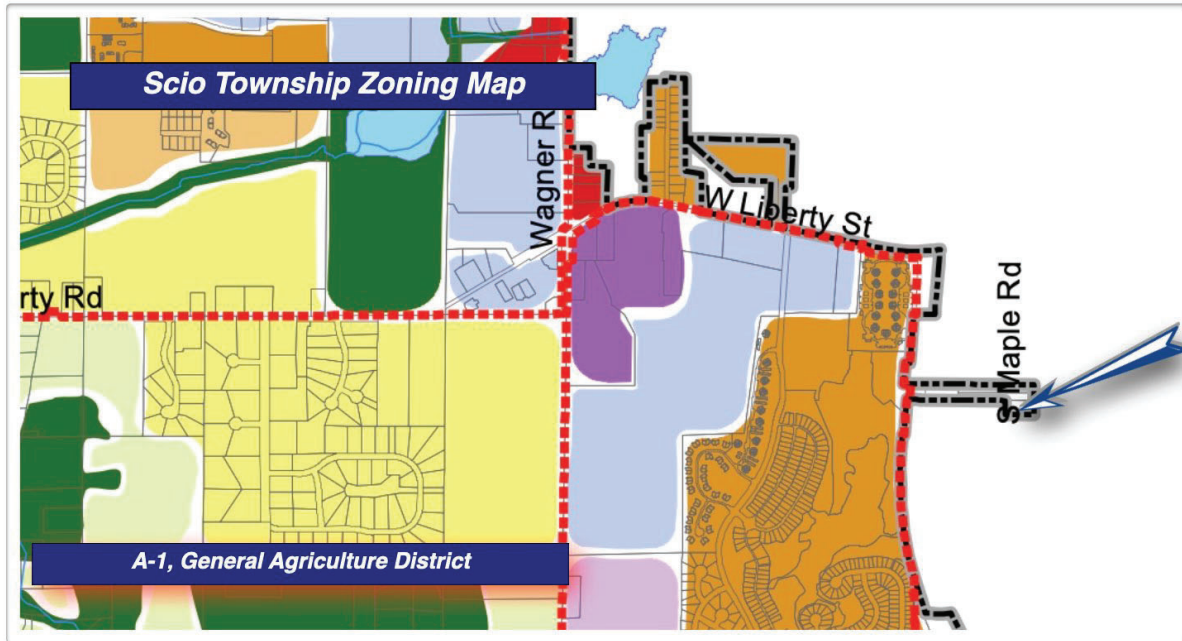 Scio Township Zoning Map
Wagner R
W Liberty St
rty Rd
S Maple Rd
A-1, General Agriculture District